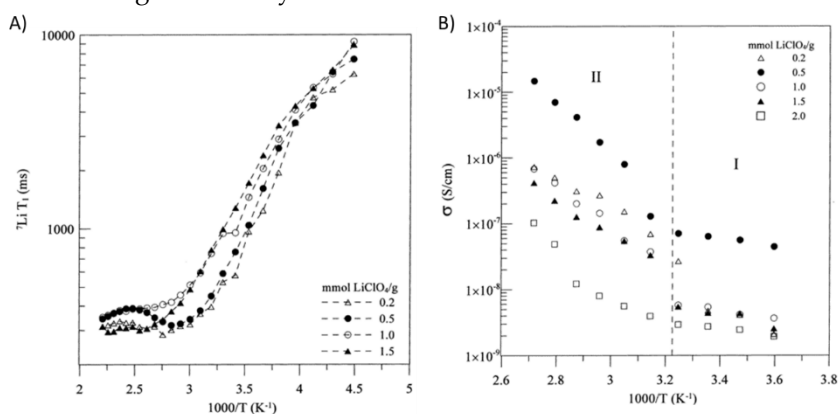 A)
10000
1000
⁷Li T₁ (ms)
mmol LiClO₄/g
0.2
0.5
1.0
1.5
2 2.5 3 3.5 4 4.5 5
1000/T (K⁻¹)
B)
1×10⁻⁴
1×10⁻⁵
1×10⁻⁶
1×10⁻⁷
1×10⁻⁸
1×10⁻⁹
σ (S/cm)
II
I
mmol LiClO₄/g
0.2
0.5
1.0
1.5
2.0
2.6 2.8 3 3.2 3.4 3.6 3.8
1000/T (K⁻¹)